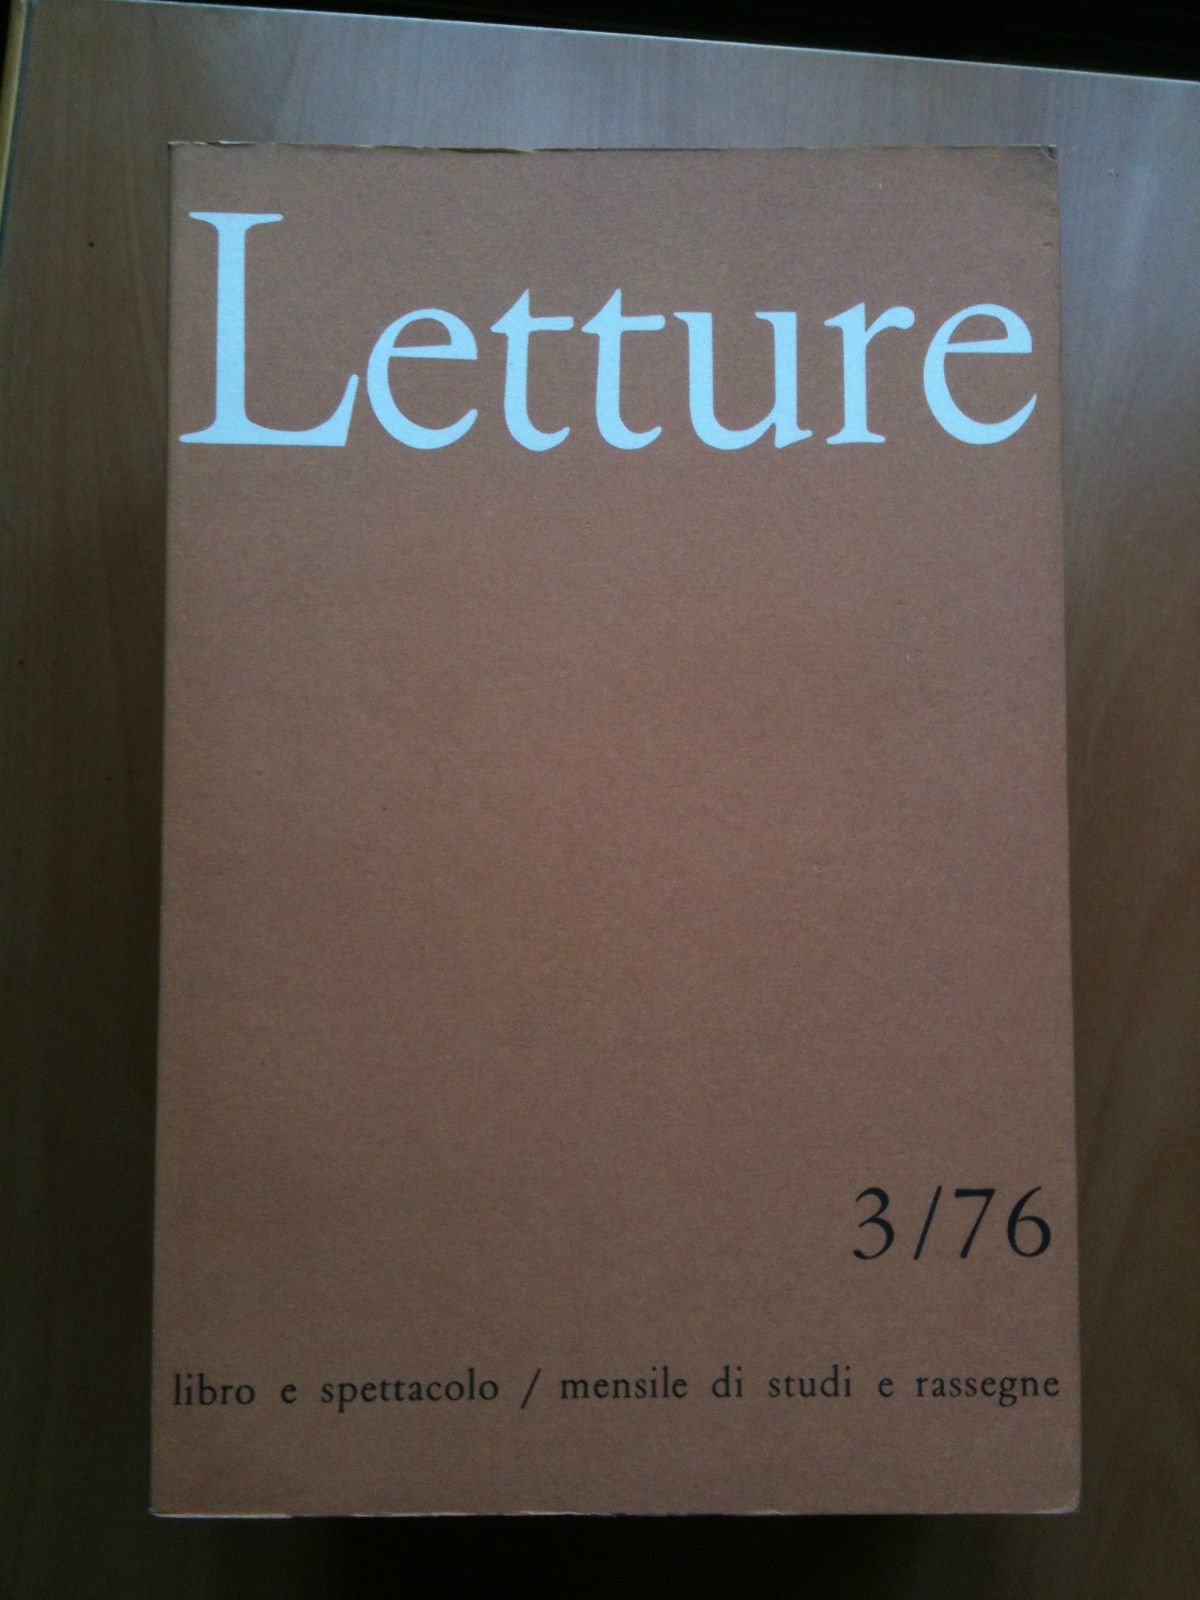 Letture
3/76
libro e spettacolo / mensile di studi e rassegne